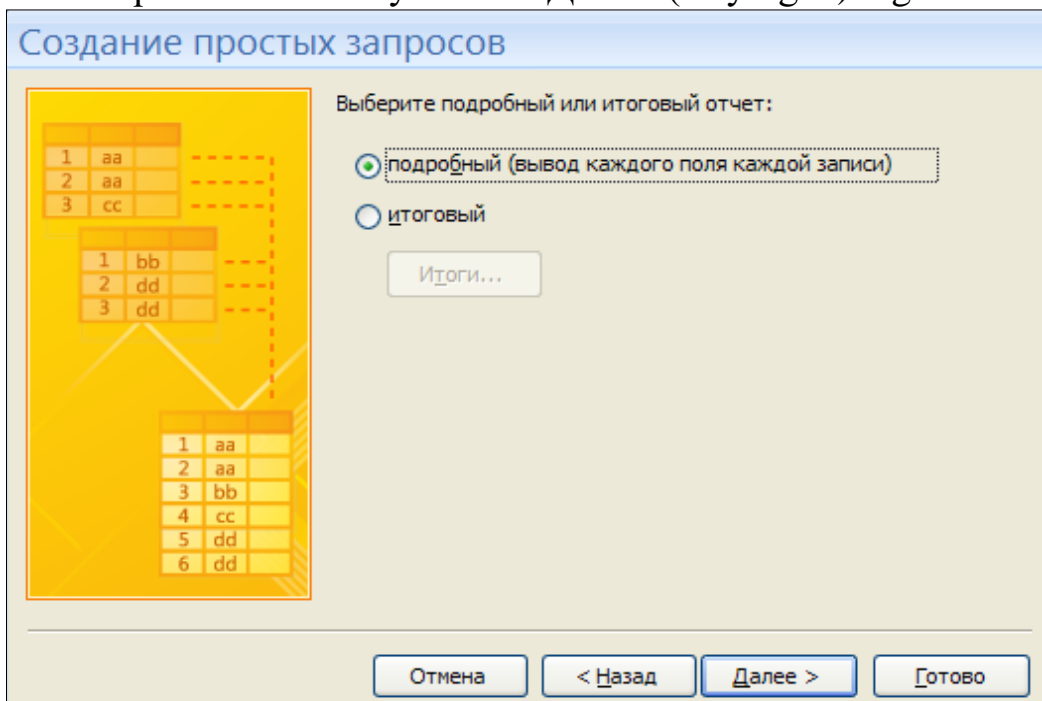 Создание простых запросов
Выберите подробный или итоговый отчет:
подробный (вывод каждого поля каждой записи)
итоговый
Итоги...
1 aa
2 aa
3 cc
1 bb
2 dd
3 dd
1 aa
2 aa
3 bb
4 cc
5 dd
6 dd
Отмена
< Назад
Далее >
Готово